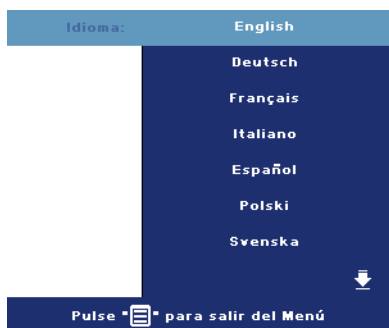 Idioma: English
Deutsch
Français
Italiano
Español
Polski
Svenska
Pulse "" para salir del Menú